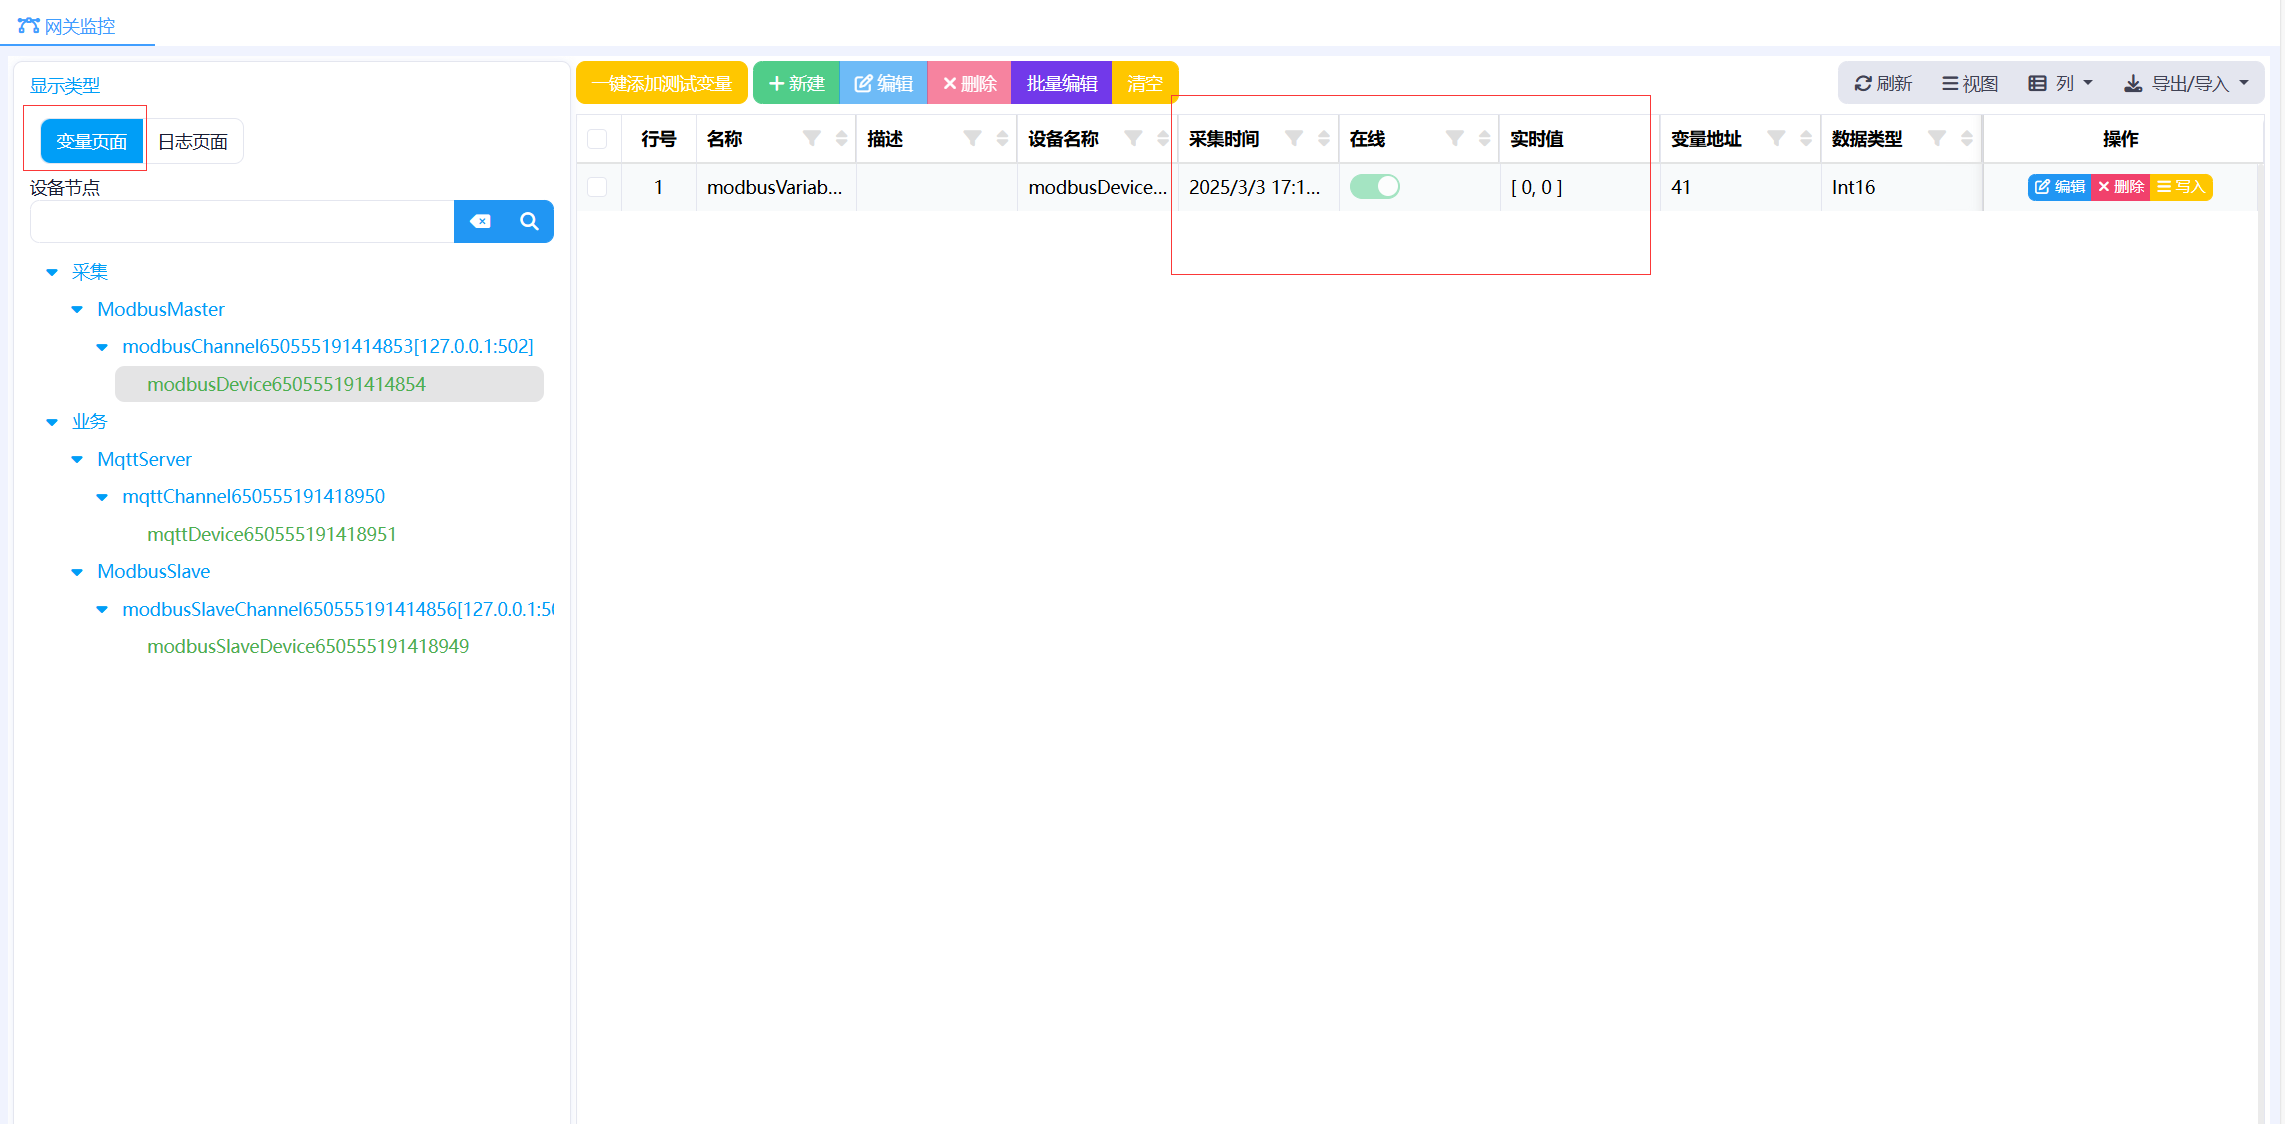 网关监控
显示类型
变量页面 日志页面
设备节点
采集
ModbusMaster
modbusChannel650555191414853[127.0.0.1:502]
modbusDevice650555191414854
业务
MqttServer
mqttChannel650555191418950
mqttDevice650555191418951
ModbusSlave
modbusSlaveChannel650555191414856[127.0.0.1:50
modbusSlaveDevice650555191418949
一键添加测试变量 新建 编辑 删除 批量编辑 清空 刷新 视图 列 导出/导入
行号 名称 描述 设备名称 采集时间 在线 实时值 变量地址 数据类型 操作
1 modbusVariab... modbusDevice... 2025/3/3 17:1... [ 0, 0 ] 41 Int16 编辑 删除 写入